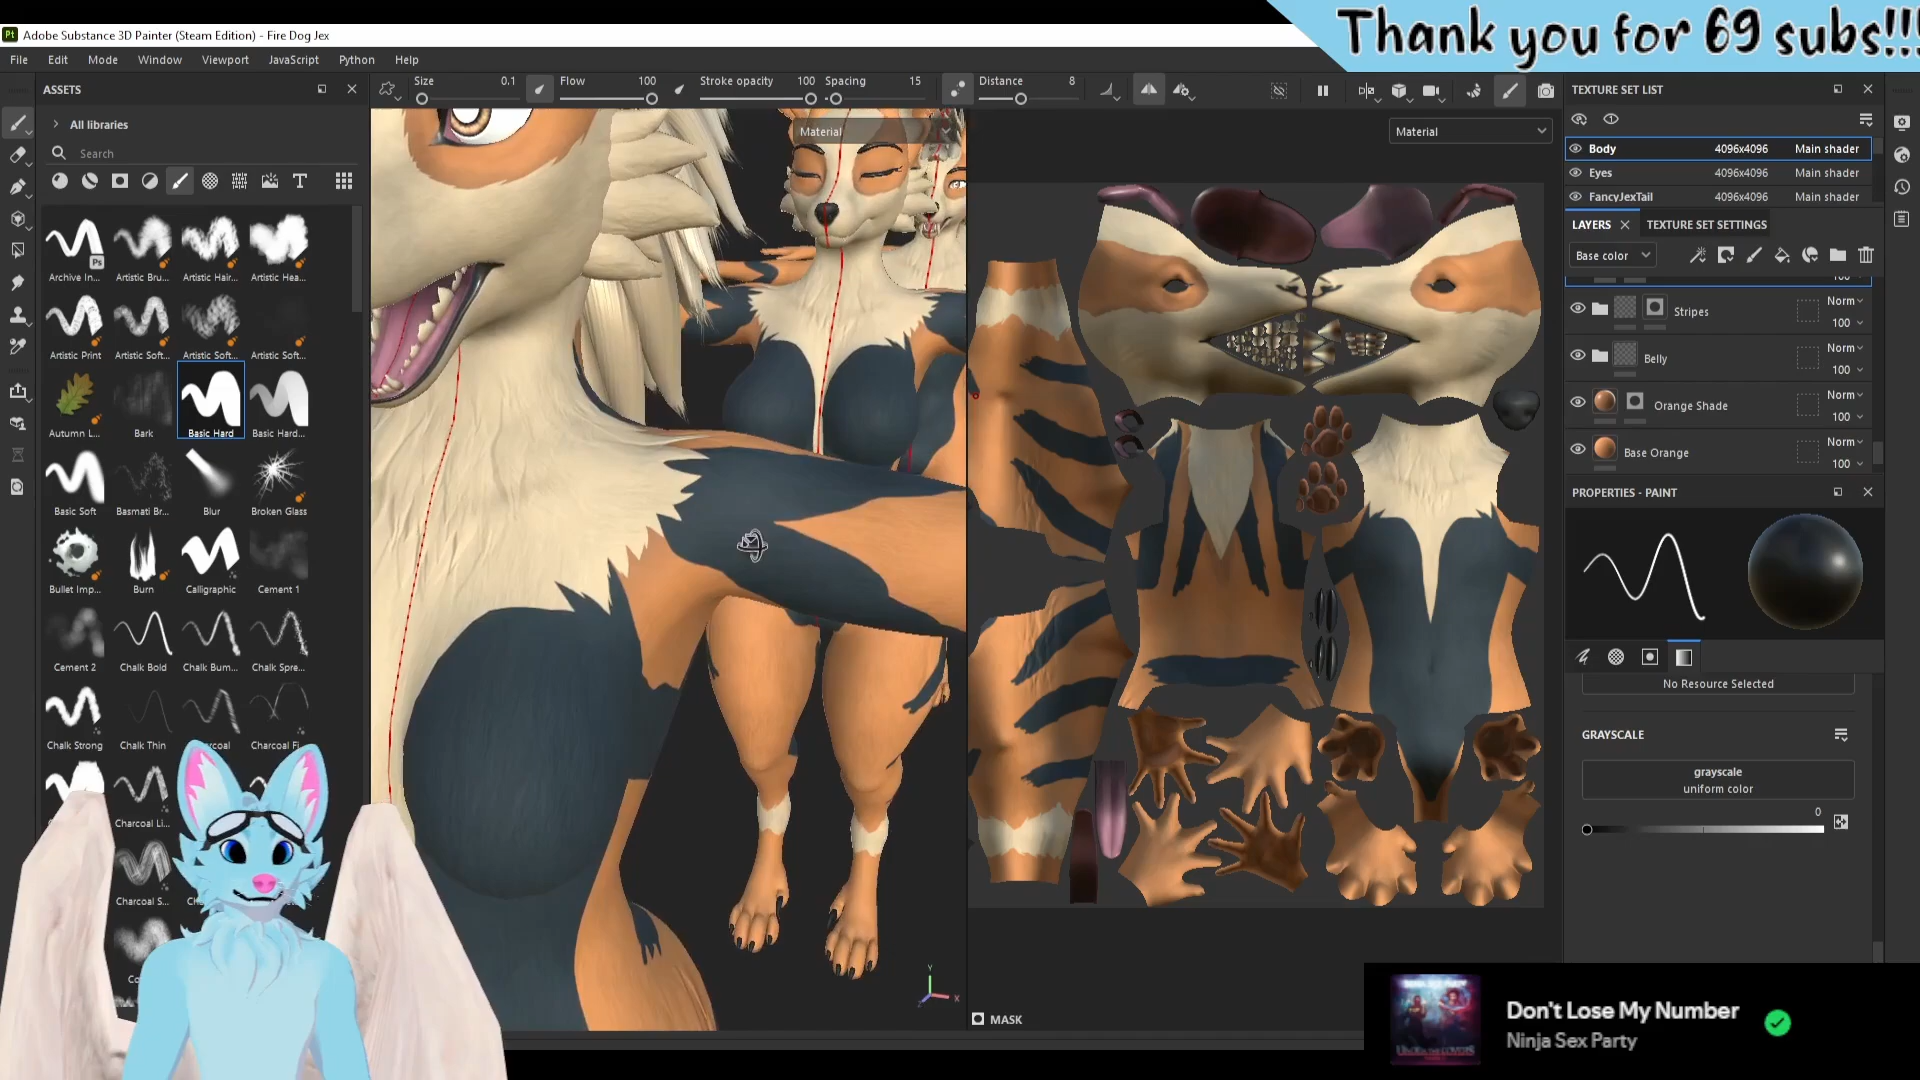 Thank you for 69 subs!!!
Adobe Substance 3D Painter (Steam Edition) - Fire Dog Jex
File Edit Mode Window Viewport JavaScript Python Help
ASSETS
Size 0.1 Flow 100 Stroke opacity 100 Spacing 15 Distance 8
TEXTURE SET LIST
All libraries
Search
Material
Material
Body 4096x4096 Main shader
Eyes 4096x4096 Main shader
FancyJexTail 4096x4096 Main shader
LAYERS TEXTURE SET SETTINGS
Base color
100
Stripes Norm 100
Belly Norm 100
Orange Shade Norm 100
Base Orange Norm 100
Archive In... Artistic Bru... Artistic Hair... Artistic Hea...
Artistic Print Artistic Soft... Artistic Soft... Artistic Soft...
Autumn L... Bark Basic Hard Basic Hard...
Basic Soft Basmati Br... Blur Broken Glass
Bullet Imp... Burn Calligraphic Cement 1
Cement 2 Chalk Bold Chalk Bum... Chalk Spre...
Chalk Strong Chalk Thin Charcoal Fi...
Charcoal Li...
Charcoal S...
PROPERTIES - PAINT
No Resource Selected
GRAYSCALE
grayscale
uniform color
0
Y
X
MASK
Don't Lose My Number
Ninja Sex Party